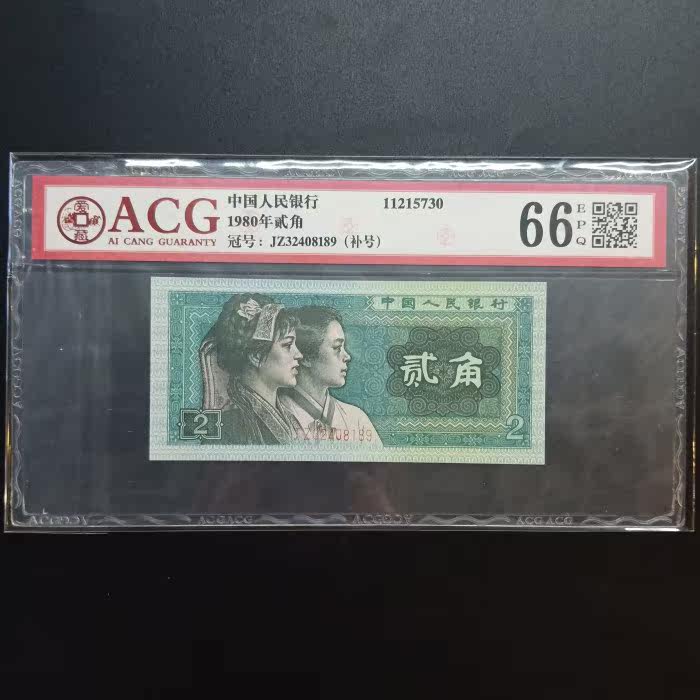 ACG
AI CANG GUARANTY
中国人民银行
1980年贰角
冠号：JZ32408189（补号）
11215730
66
EPQ
中国人民银行
贰角
2
2